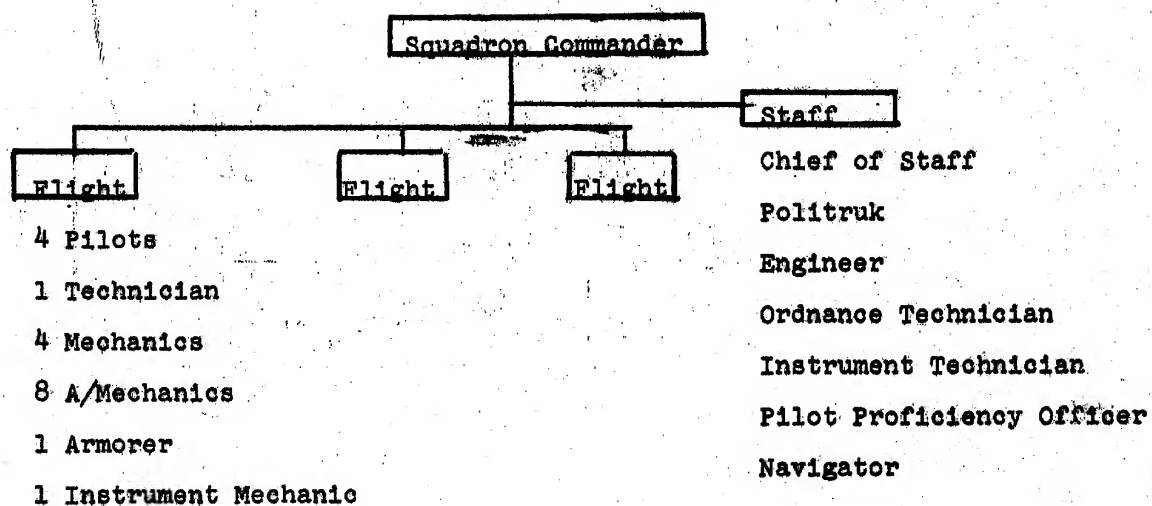 Squadron Commander
Staff
Flight
Flight
Flight
4 Pilots
1 Technician
4 Mechanics
8 A/Mechanics
1 Armorer
1 Instrument Mechanic
Chief of Staff
Politruk
Engineer
Ordnance Technician
Instrument Technician
Pilot Proficiency Officer
Navigator